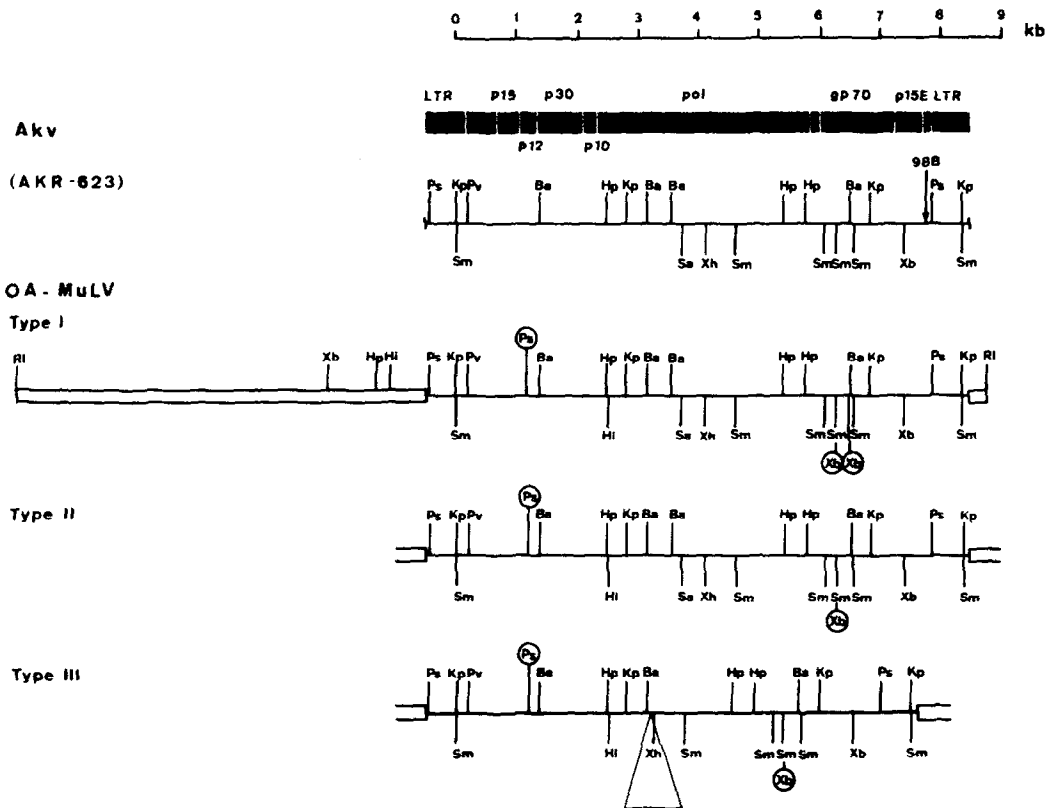 0 1 2 3 4 5 6 7 8 9 kb
LTR p15 p30 pol gp70 p15E LTR
Akv
p12 p10
(AKR-623)
98B
Ps Kp Pv Ba Hp Kp Ba Ba Hp Hp Ba Kp Ps Kp
Sm Sa Xh Sm Sm Sm Sm Xb Sm
OA-MuLV
Type I
Ps
RI Xb Hp Hi Ps Kp Pv Ba Hp Kp Ba Ba Hp Hp Ba Kp Ps Kp RI
Sm Hi Sa Xh Sm Sm Sm Sm Xb Sm
Xb Xb
Type II
Ps
Ps Kp Pv Ba Hp Kp Ba Ba Hp Hp Ba Kp Ps Kp
Sm Hi Sa Xh Sm Sm Sm Sm Xb Sm
Xb
Type III
Ps
Ps Kp Pv Ba Hp Kp Ba Hp Hp Ba Kp Ps Kp
Sm Hi Xh Sm Sm Sm Sm Xb Sm
Xb